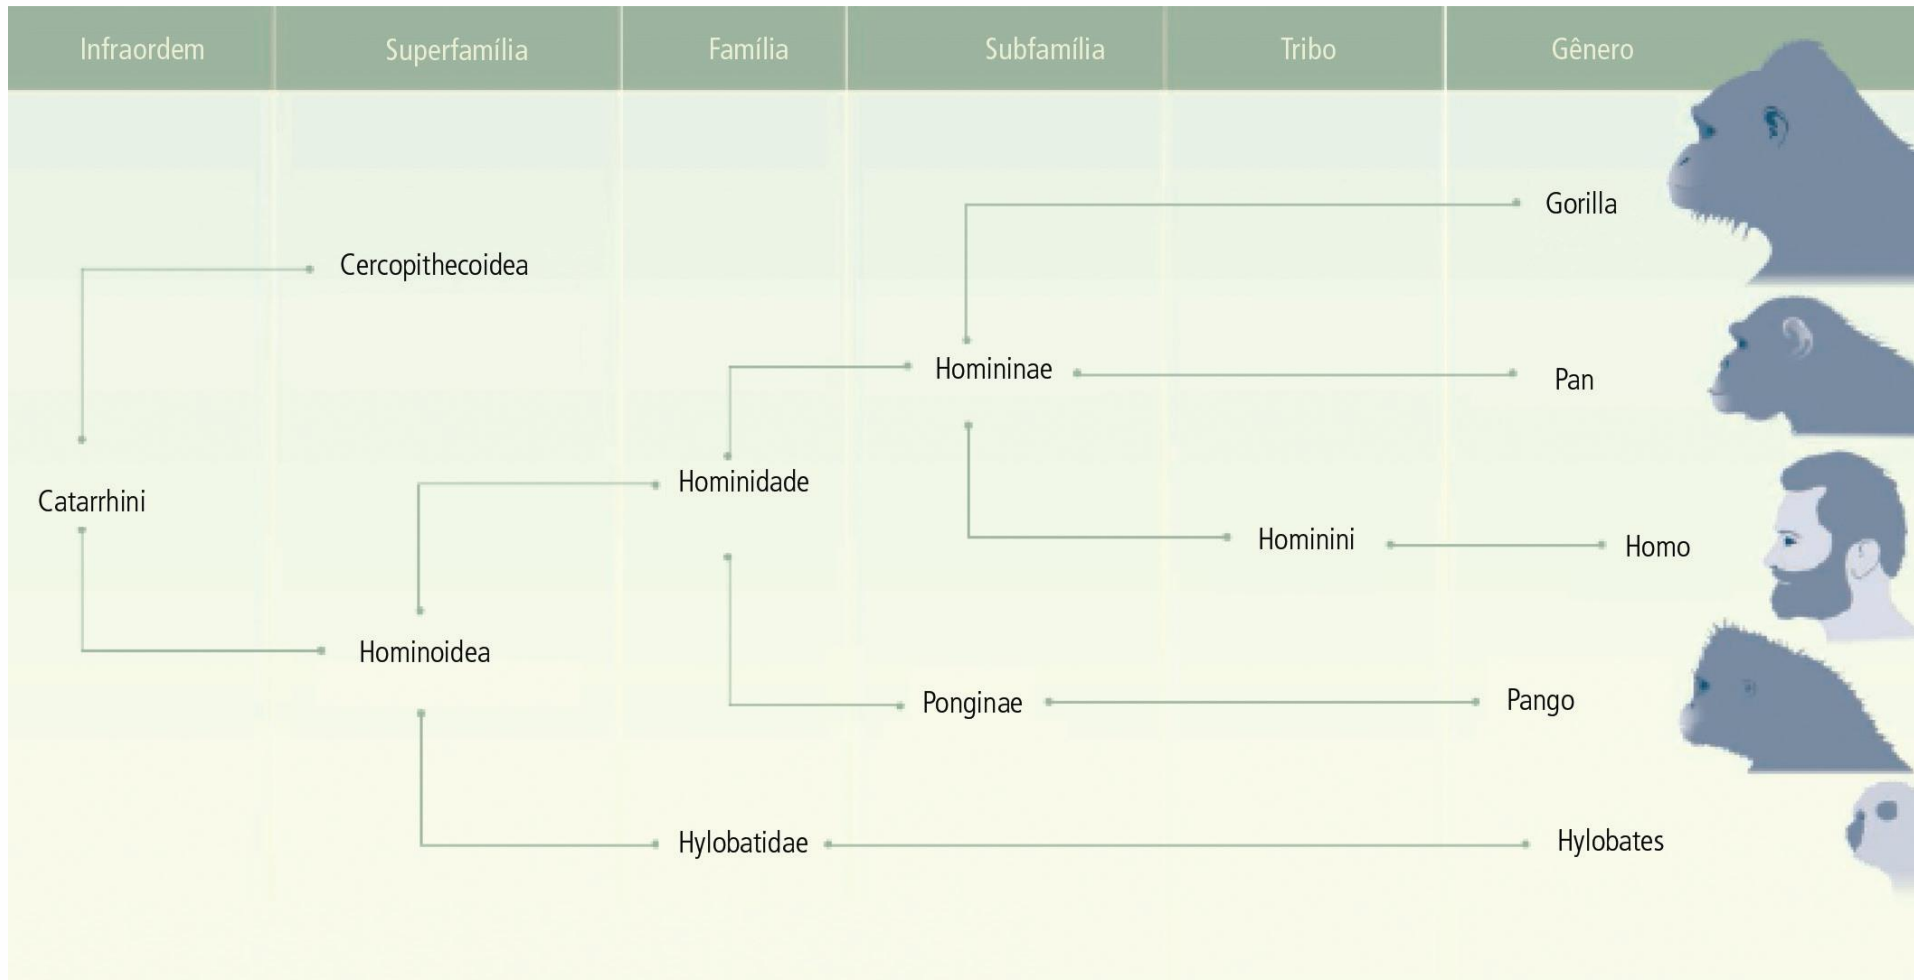 Infraordem Superfamília Família Subfamília Tribo Gênero
Gorilla
Cercopithecoidea
Homininae
Pan
Hominidade
Catarrhini
Hominini
Homo
Hominoidea
Ponginae
Pango
Hylobatidae
Hylobates